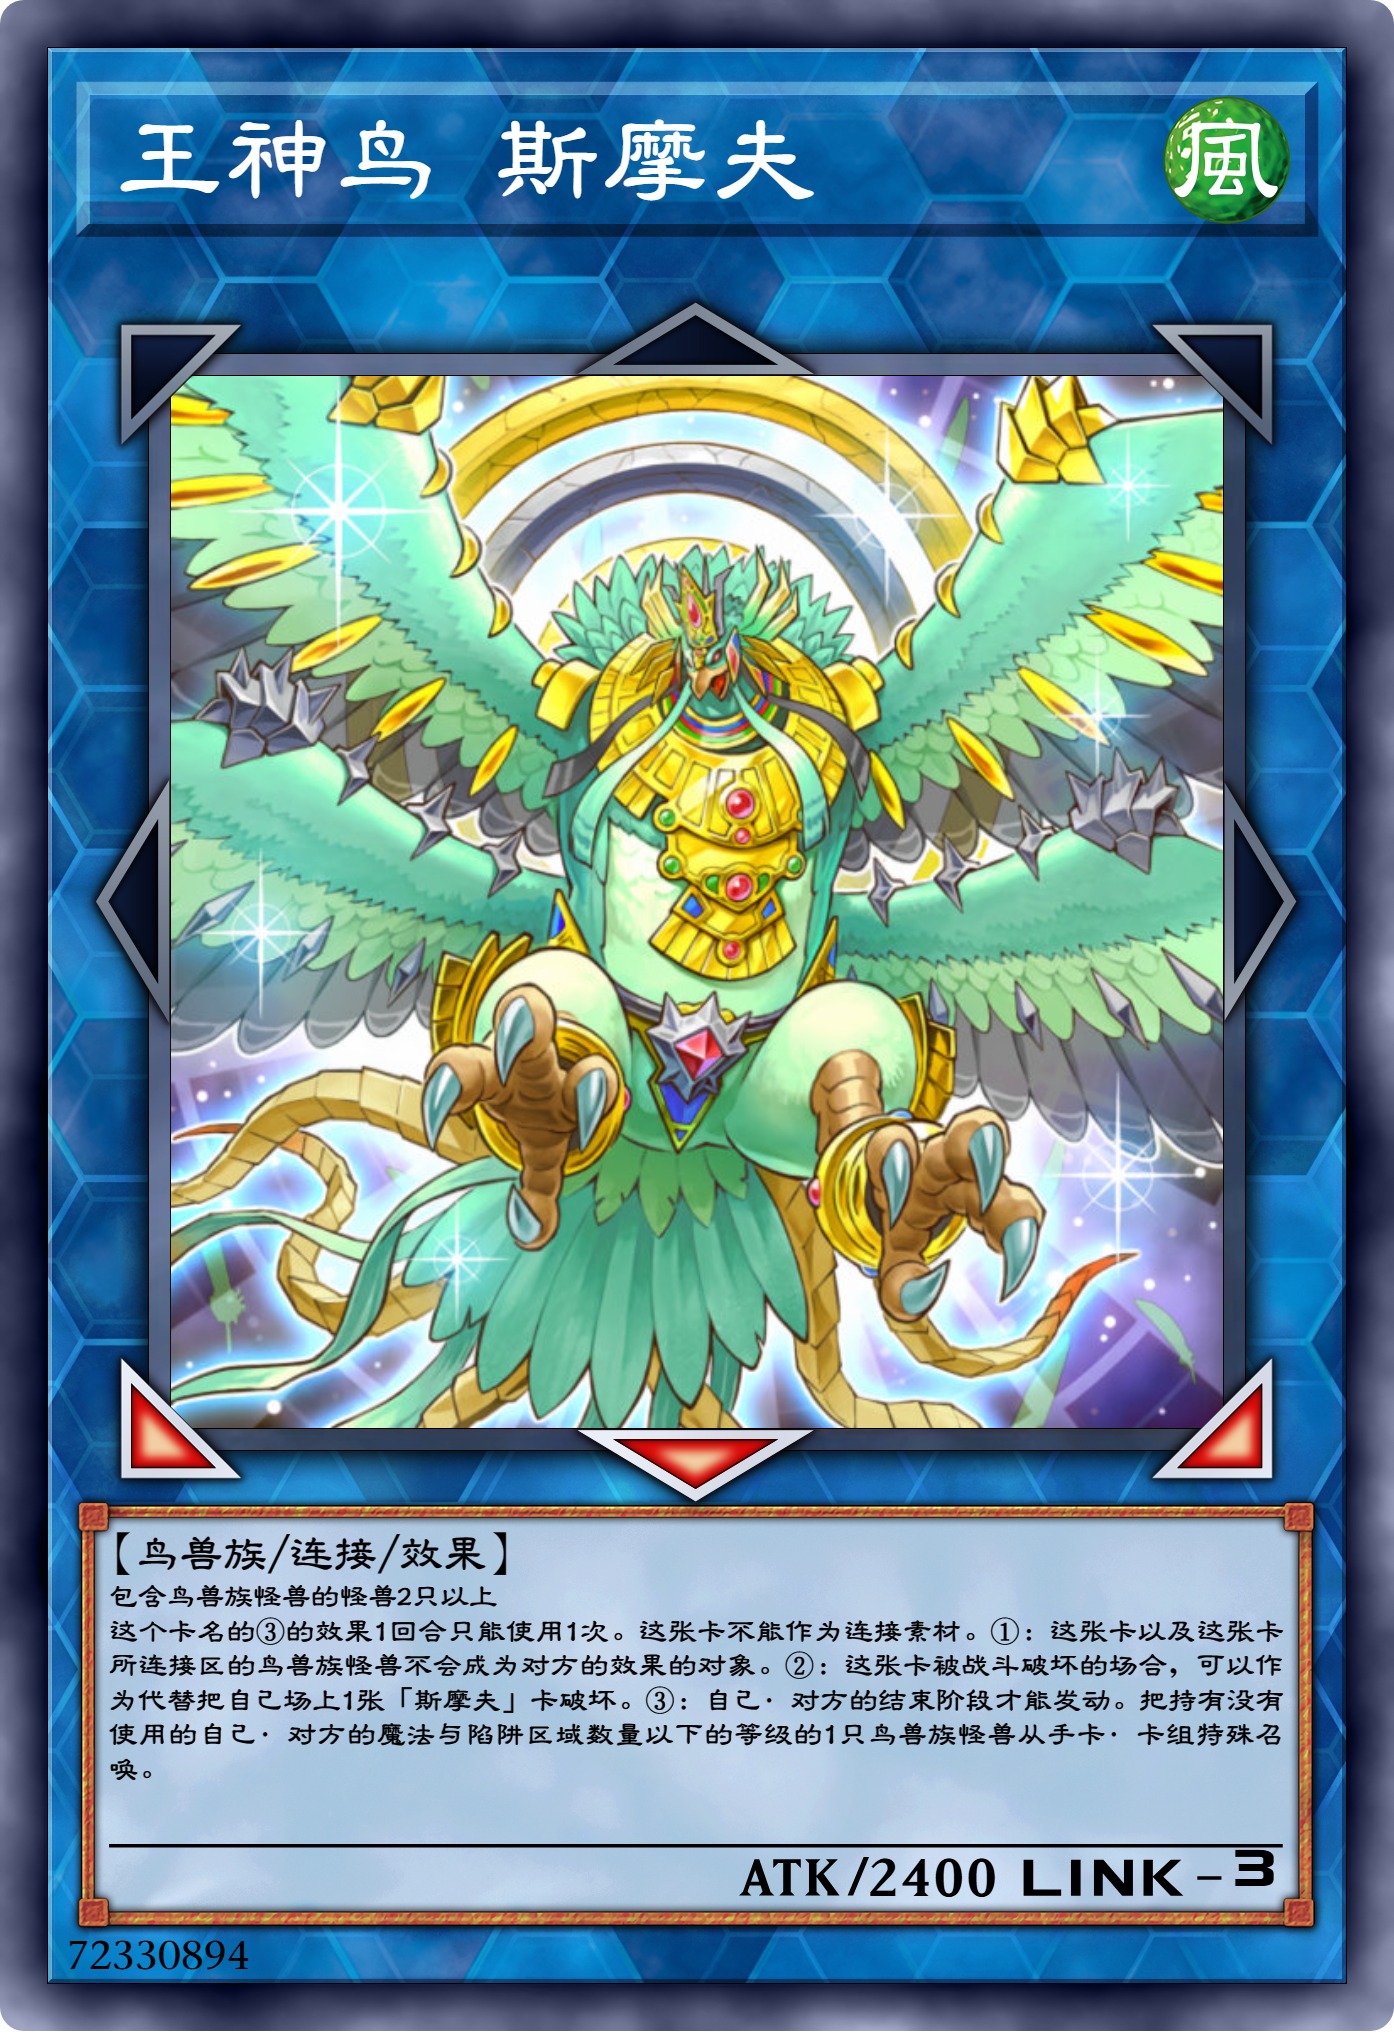 王神鸟 斯摩夫
風
【鸟兽族/连接/效果】
包含鸟兽族怪兽的怪兽2只以上
这个卡名的③的效果1回合只能使用1次。这张卡不能作为连接素材。①：这张卡以及这张卡
所连接区的鸟兽族怪兽不会成为对方的效果的对象。②：这张卡被战斗破坏的场合，可以作
为代替把自己场上1张「斯摩夫」卡破坏。③：自己·对方的结束阶段才能发动。把持有没有
使用的自己·对方的魔法与陷阱区域数量以下的等级的1只鸟兽族怪兽从手卡·卡组特殊召
唤。
ATK/2400 LINK-3
72330894